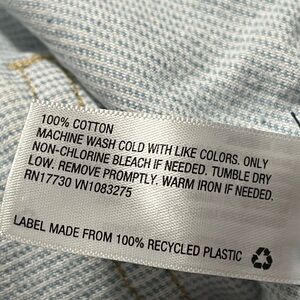 100% COTTON
MACHINE WASH COLD WITH LIKE COLORS. ONLY
NON-CHLORINE BLEACH IF NEEDED. TUMBLE DRY
LOW. REMOVE PROMPTLY. WARM IRON IF NEEDED.
RN17730 VN1083275
LABEL MADE FROM 100% RECYCLED PLASTIC